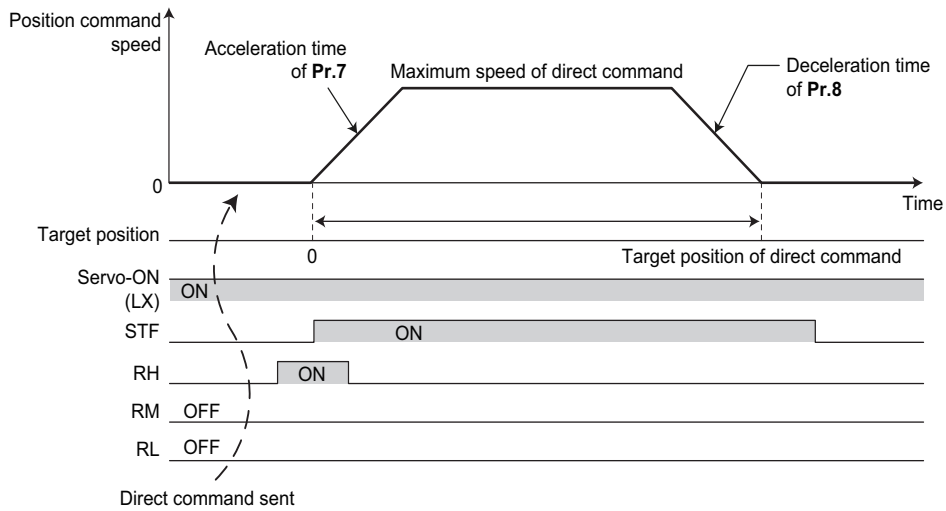 Position command
speed
Acceleration time
of Pr.7
Maximum speed of direct command
Deceleration time
of Pr.8
0
Time
Target position
0
Target position of direct command
Servo-ON
(LX)
ON
STF
ON
RH
ON
RM
OFF
RL
OFF
Direct command sent